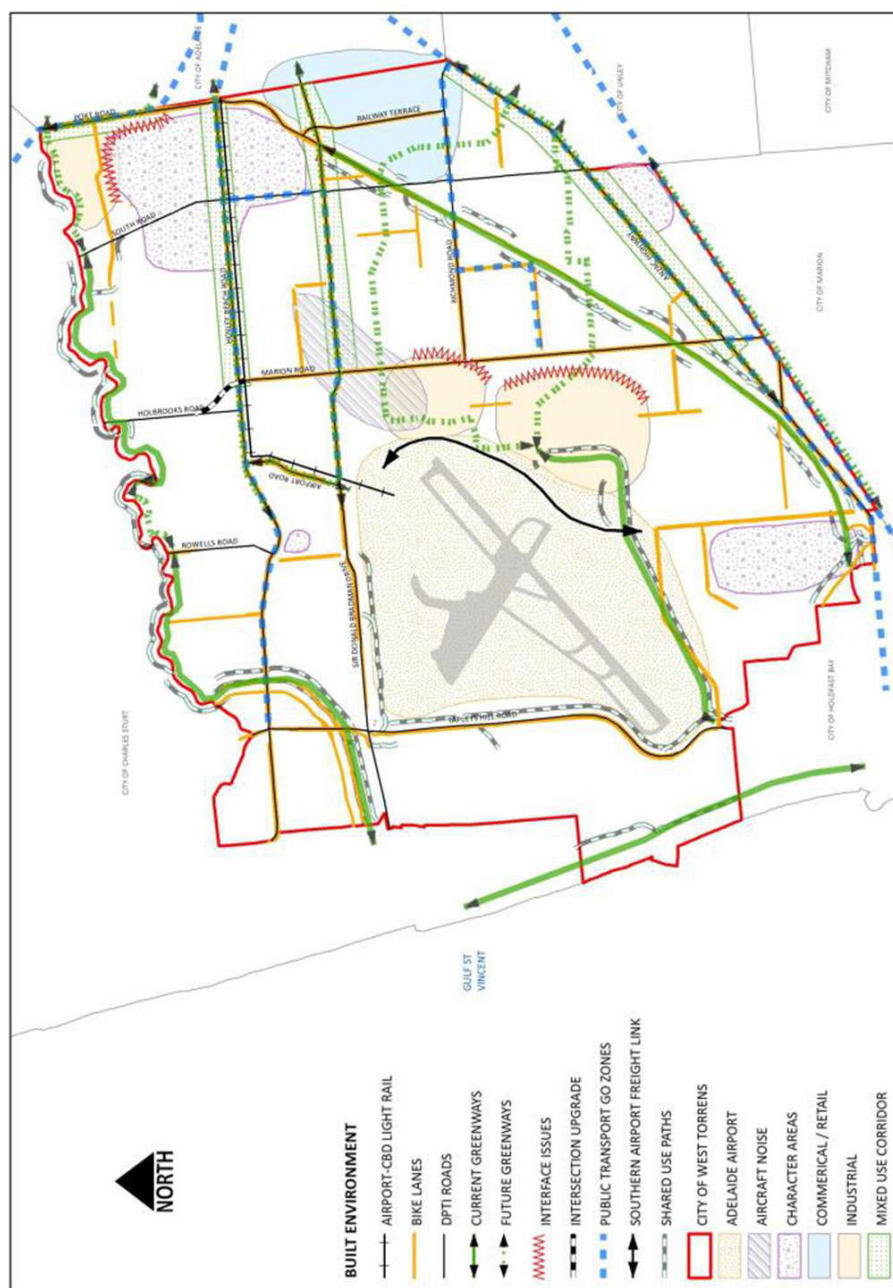 CITY OF ADELAIDE
PORT ROAD
RAILWAY TERRACE
CITY OF UNLEY
CITY OF MITCHAM
SOUTH ROAD
HENLEY BEACH ROAD
RICHMOND ROAD
ANZAC HIGHWAY
CITY OF MARION
MARION ROAD
HOLBROOKS ROAD
AIRPORT ROAD
ROWELLS ROAD
SIR DONALD BRADMAN DRIVE
CITY OF CHARLES STURT
TAPLEYS HILL ROAD
CITY OF HOLDFAST BAY
GULF ST
VINCENT
NORTH
BUILT ENVIRONMENT
AIRPORT-CBD LIGHT RAIL
BIKE LANES
DPTI ROADS
CURRENT GREENWAYS
FUTURE GREENWAYS
INTERFACE ISSUES
INTERSECTION UPGRADE
PUBLIC TRANSPORT GO ZONES
SOUTHERN AIRPORT FREIGHT LINK
SHARED USE PATHS
CITY OF WEST TORRENS
ADELAIDE AIRPORT
AIRCRAFT NOISE
CHARACTER AREAS
COMMERICAL / RETAIL
INDUSTRIAL
MIXED USE CORRIDOR